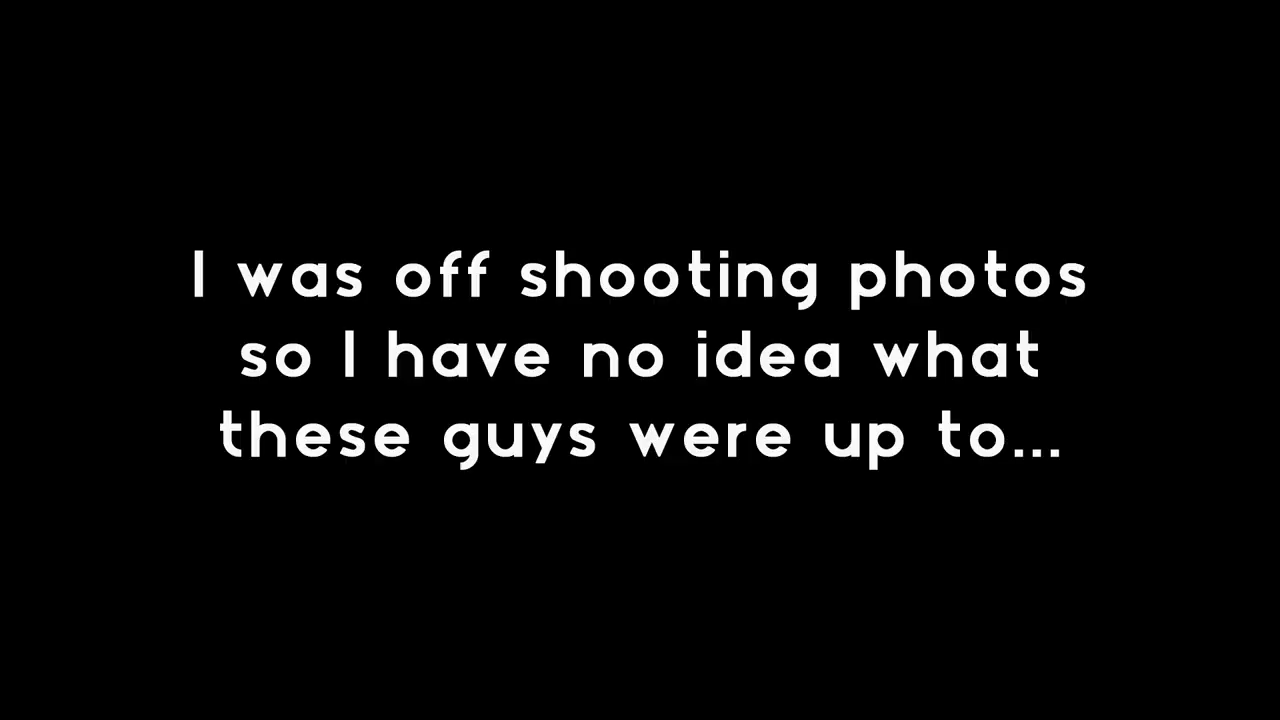 I was off shooting photos
so I have no idea what
these guys were up to...